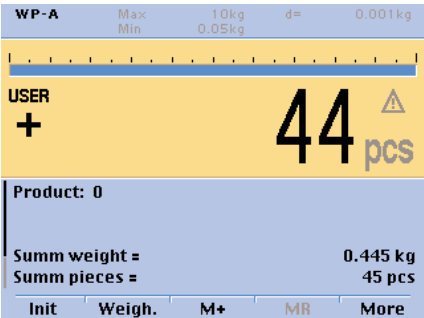 WP-A Max 10kg d= 0.001kg
Min 0.05kg
USER
+ 44 pcs
Product: 0
Summ weight = 0.445 kg
Summ pieces = 45 pcs
Init Weigh. M+ MR More